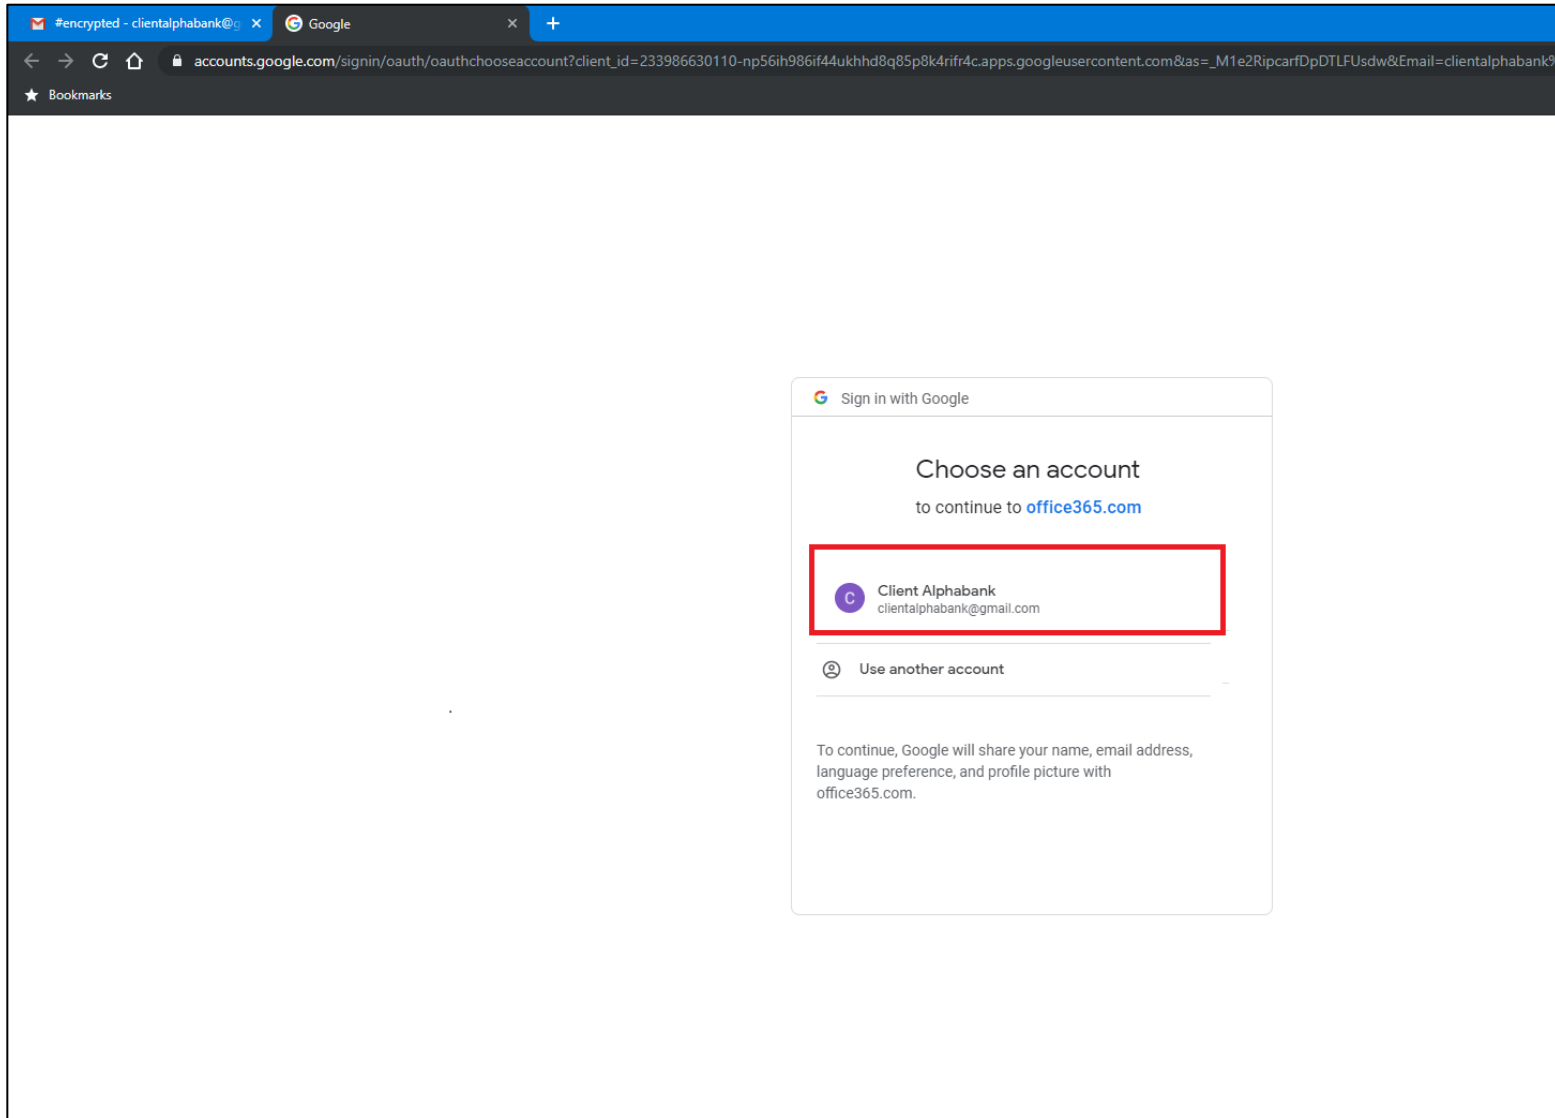 #encrypted - clientalphabank@g
Google
accounts.google.com/signin/oauth/oauthchooseaccount?client_id=233986630110-np56ih986if44ukhhd8q85p8k4rifr4c.apps.googleusercontent.com&as=_M1e2RipcarfDpDTLFUsdw&Email=clientalphabank%
Bookmarks
Sign in with Google
Choose an account
to continue to office365.com
C
Client Alphabank
clientalphabank@gmail.com
Use another account
To continue, Google will share your name, email address,
language preference, and profile picture with
office365.com.